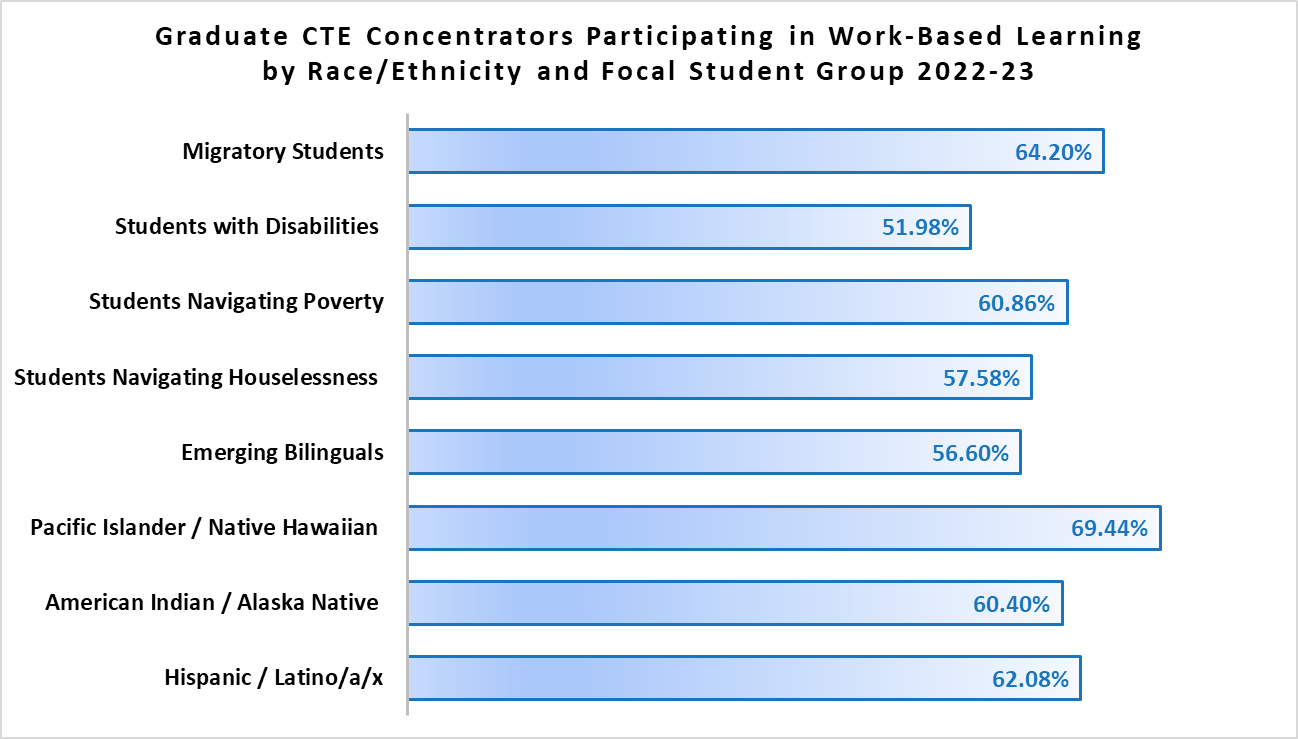 Graduate CTE Concentrators Participating in Work-Based Learning
by Race/Ethnicity and Focal Student Group 2022-23
Migratory Students 64.20%
Students with Disabilities 51.98%
Students Navigating Poverty 60.86%
Students Navigating Houselessness 57.58%
Emerging Bilinguals 56.60%
Pacific Islander / Native Hawaiian 69.44%
American Indian / Alaska Native 60.40%
Hispanic / Latino/a/x 62.08%